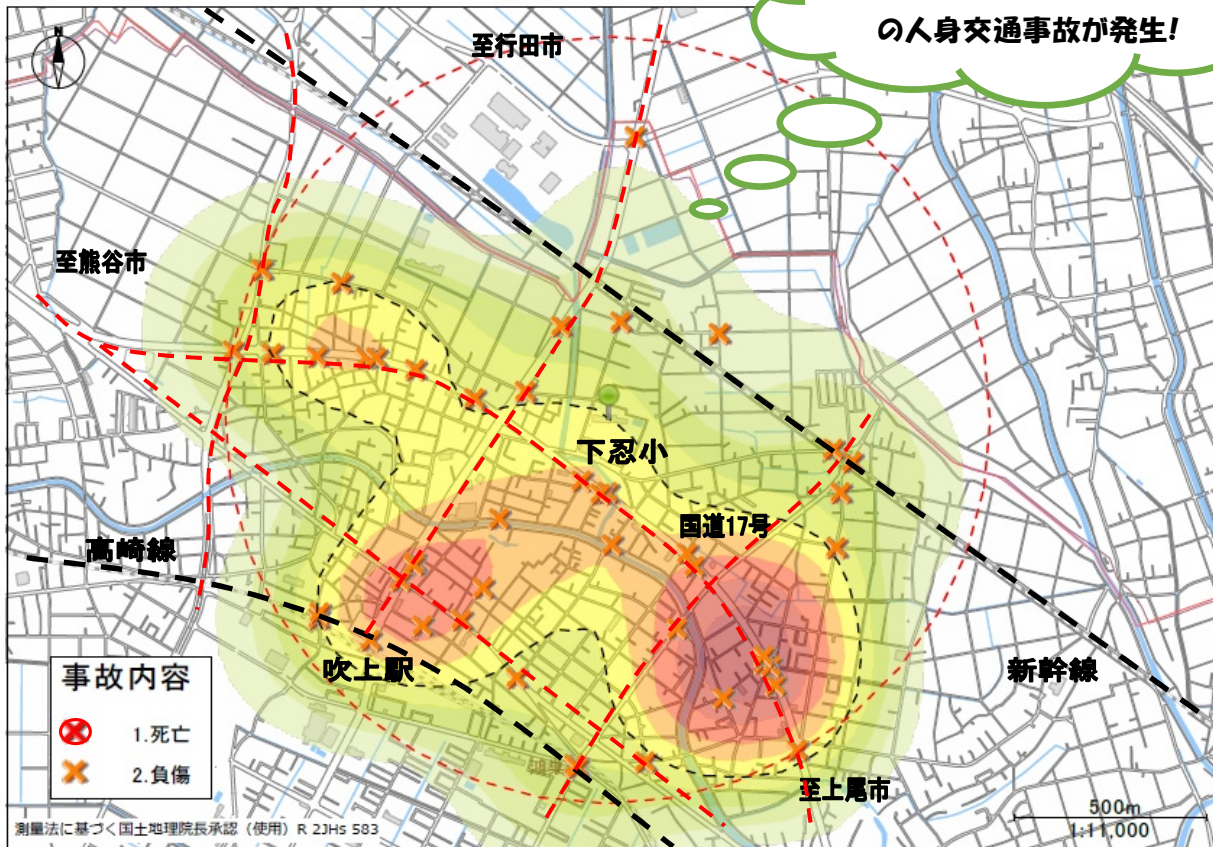 の人身交通事故が発生!
N
至行田市
至熊谷市
下忍小
国道17号
高崎線
吹上駅
新幹線
至上尾市
事故内容
1.死亡
2.負傷
500m
1:11,000
測量法に基づく国土地理院長承認（使用）R 2JHs 583